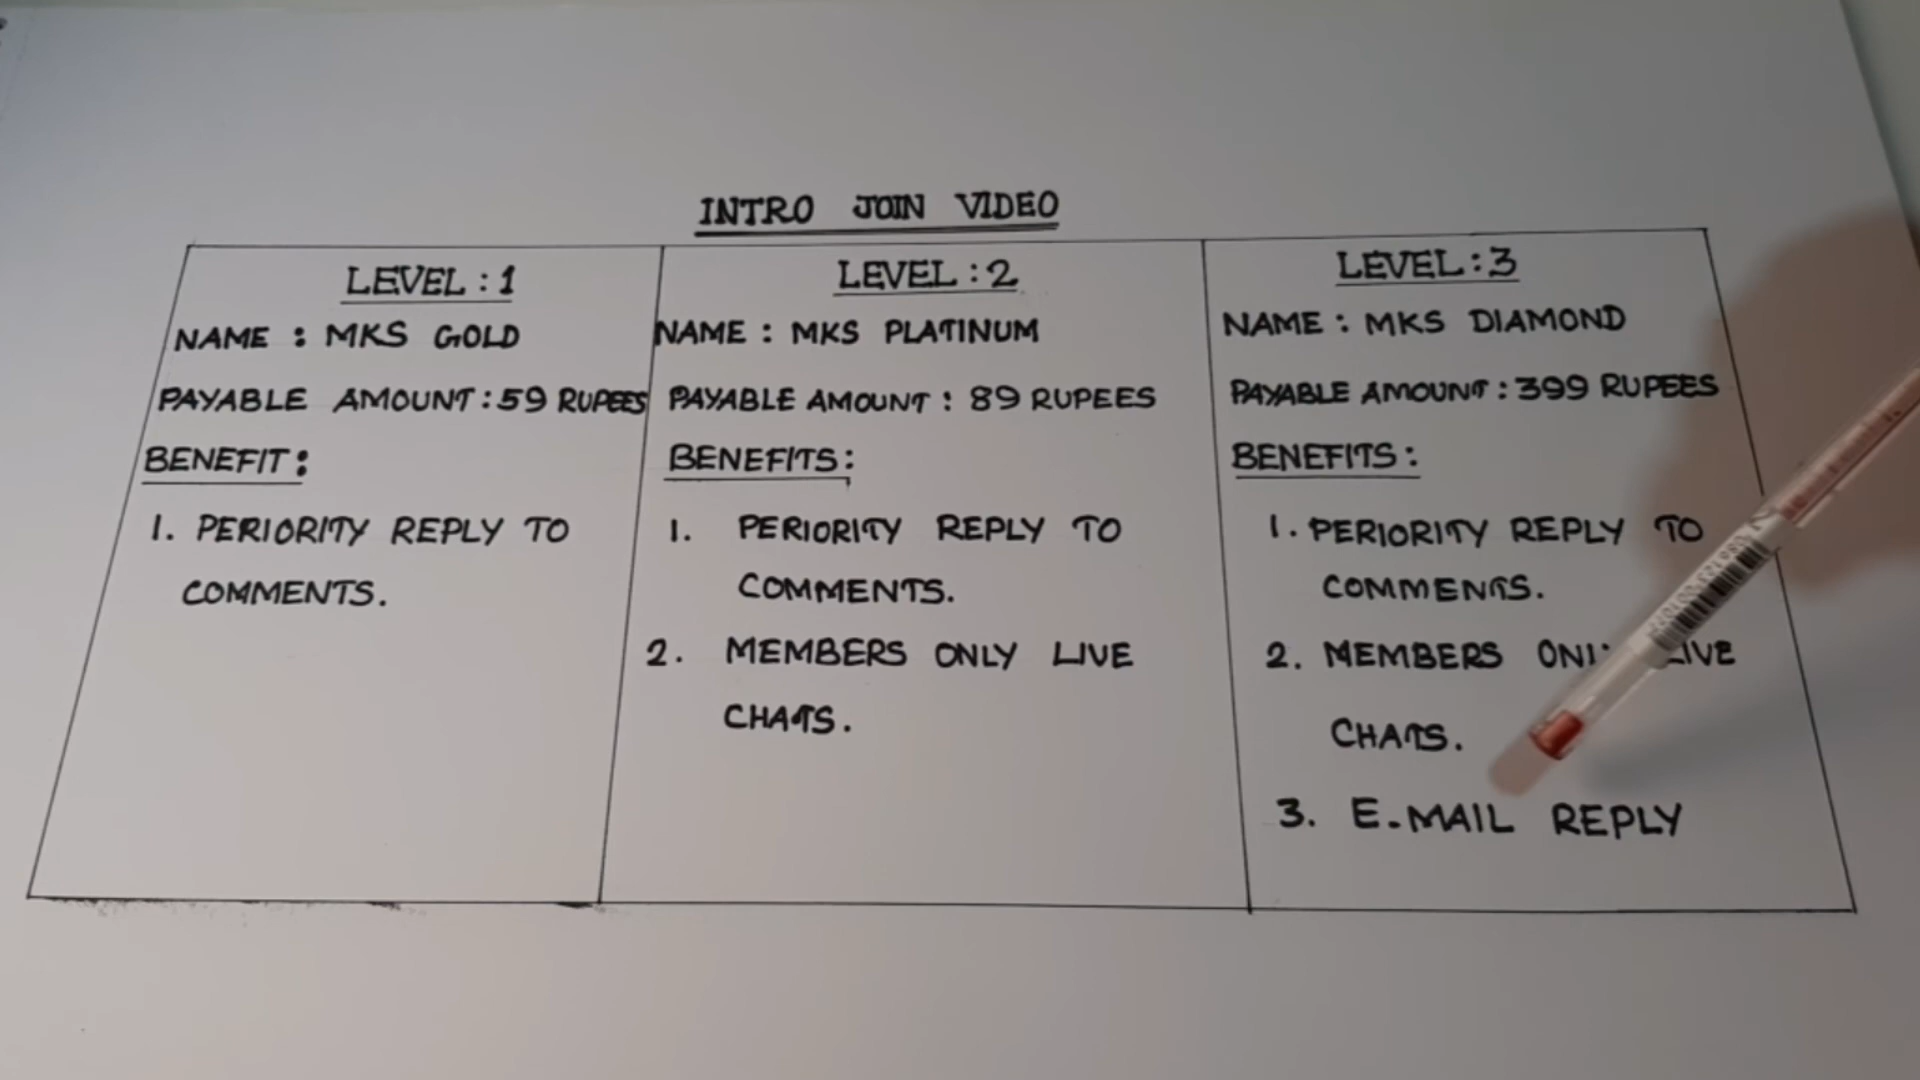 INTRO JOIN VIDEO
LEVEL : 1
NAME : MKS GOLD
PAYABLE AMOUNT : 59 RUPEES
BENEFIT :
1. PERIORITY REPLY TO
COMMENTS.
LEVEL : 2
NAME : MKS PLATINUM
PAYABLE AMOUNT : 89 RUPEES
BENEFITS :
1. PERIORITY REPLY TO
COMMENTS.
2. MEMBERS ONLY LIVE
CHATS.
LEVEL : 3
NAME : MKS DIAMOND
PAYABLE AMOUNT : 399 RUPEES
BENEFITS :
1. PERIORITY REPLY TO
COMMENTS.
2. MEMBERS
CHATS.
3. E-MAIL REPLY